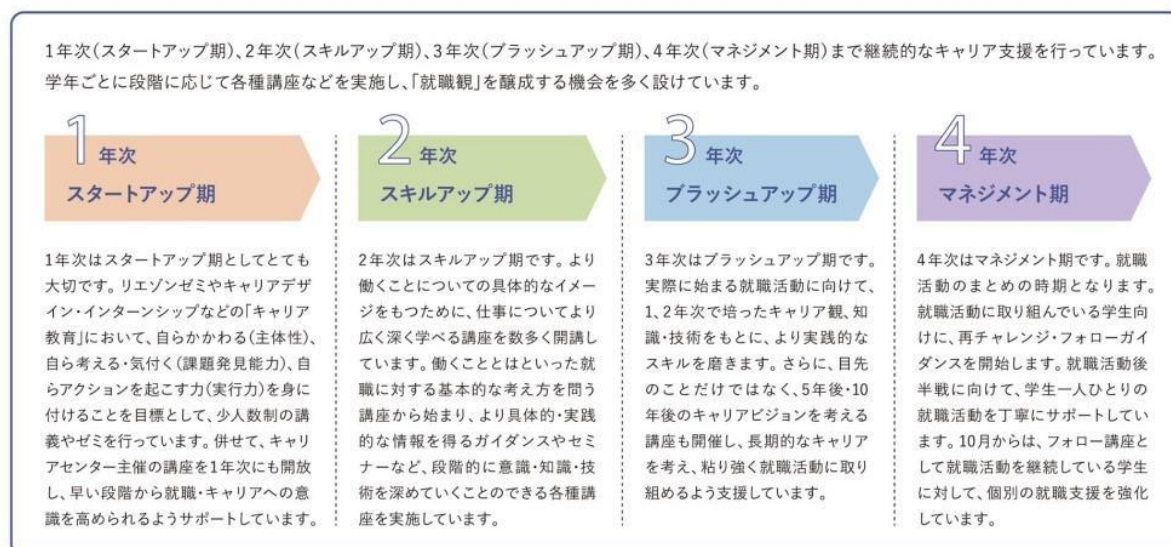 1年次(スタートアップ期)、2年次(スキルアップ期)、3年次(ブラッシュアップ期)、4年次(マネジメント期)まで継続的なキャリア支援を行っています。
学年ごとに段階に応じて各種講座などを実施し、「就職観」を醸成する機会を多く設けています。
1年次
スタートアップ期
1年次はスタートアップ期としてとても
大切です。リエゾンゼミやキャリアデザ
イン・インターンシップなどの「キャリア
教育」において、自らかかわる(主体性)、
自ら考える・気付く(課題発見能力)、自
らアクションを起こす力(実行力)を身に
付けることを目標として、少人数制の講
義やゼミを行っています。併せて、キャリ
アセンター主催の講座を1年次にも開放
し、早い段階から就職・キャリアへの意
識を高められるようサポートしています。
2年次
スキルアップ期
2年次はスキルアップ期です。より
働くことについての具体的なイメー
ジをもつために、仕事についてより
広く深く学べる講座を数多く開講し
ています。働くこととはといった就
職に対する基本的な考え方を問う
講座から始まり、より具体的・実践
的な情報を得るガイダンスやセミ
ナーなど、段階的に意識・知識・技
術を深めていくことのできる各種講
座を実施しています。
3年次
ブラッシュアップ期
3年次はブラッシュアップ期です。
実際に始まる就職活動に向けて、
1、2年次で培ったキャリア観、知
識・技術をもとに、より実践的な
スキルを磨きます。さらに、目先
のことだけではなく、5年後・10
年後のキャリアビジョンを考える
講座も開催し、長期的なキャリア
を考え、粘り強く就職活動に取り
組めるよう支援しています。
4年次
マネジメント期
4年次はマネジメント期です。就職
活動のまとめの時期となります。
就職活動に取り組んでいる学生向
けに、再チャレンジ・フォローガイ
ダンスを開始します。就職活動後
半戦に向けて、学生一人ひとりの
就職活動を丁寧にサポートしてい
ます。10月からは、フォロー講座と
して就職活動を継続している学生
に対して、個別の就職支援を強化
しています。